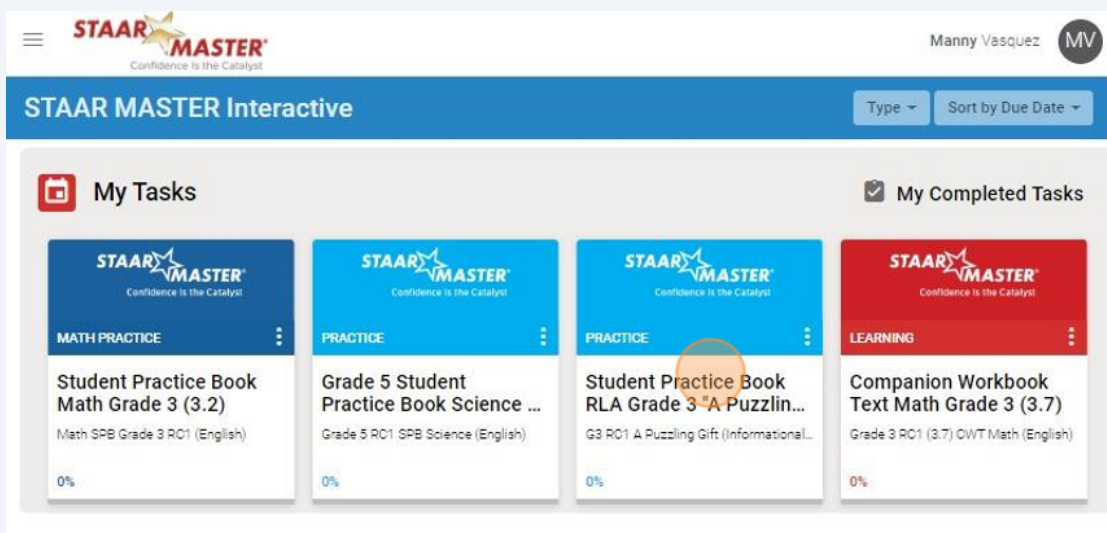 STAAR MASTER
Confidence Is the Catalyst
Manny Vasquez MV
STAAR MASTER Interactive
Type Sort by Due Date
My Tasks
My Completed Tasks
STAAR MASTER
Confidence Is the Catalyst
MATH PRACTICE
Student Practice Book
Math Grade 3 (3.2)
Math SPB Grade 3 RC1 (English)
0%
STAAR MASTER
Confidence Is the Catalyst
PRACTICE
Grade 5 Student
Practice Book Science ...
Grade 5 RC1 SPB Science (English)
0%
STAAR MASTER
Confidence Is the Catalyst
PRACTICE
Student Practice Book
RLA Grade 3 "A Puzzlin...
G3 RC1 A Puzzling Gift (Informational...
0%
STAAR MASTER
Confidence Is the Catalyst
LEARNING
Companion Workbook
Text Math Grade 3 (3.7)
Grade 3 RC1 (3.7) CWT Math (English)
0%